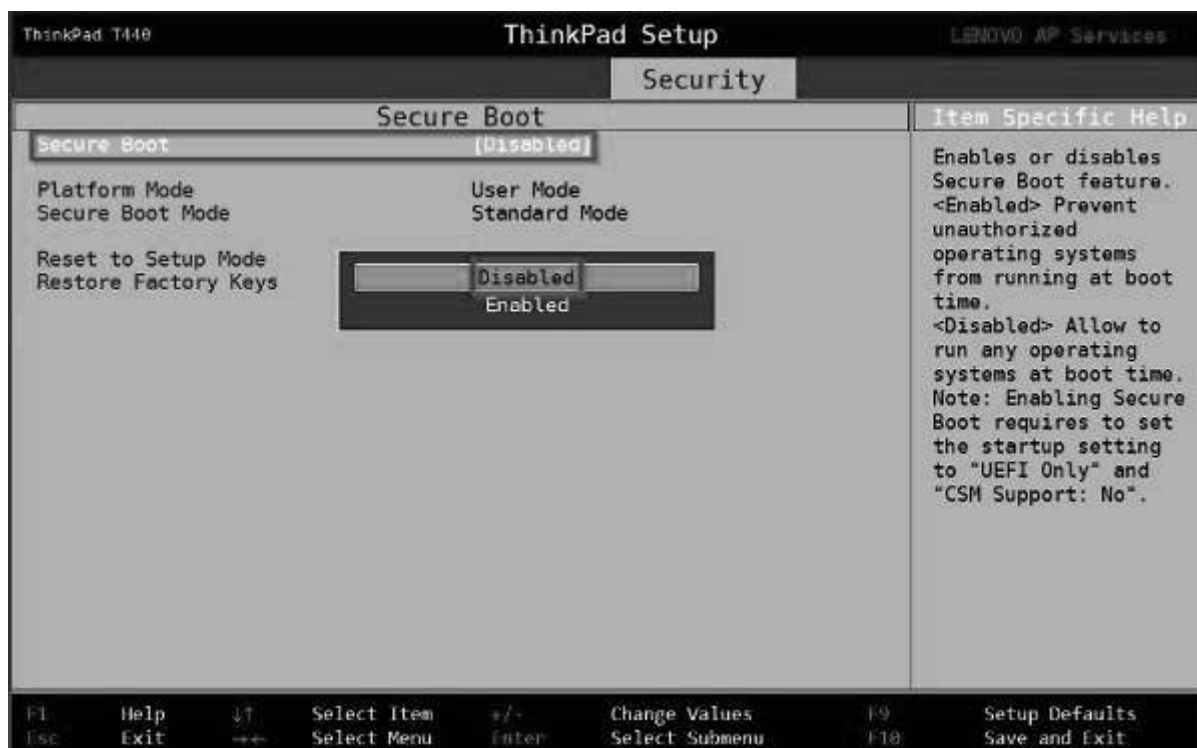 ThinkPad T440
ThinkPad Setup
LENOVO AP Services
Security
Secure Boot
Secure Boot [Disabled]
Platform Mode User Mode
Secure Boot Mode Standard Mode
Reset to Setup Mode
Restore Factory Keys
Disabled
Enabled
Item Specific Help
Enables or disables
Secure Boot feature.
<Enabled> Prevent
unauthorized
operating systems
from running at boot
time.
<Disabled> Allow to
run any operating
systems at boot time.
Note: Enabling Secure
Boot requires to set
the startup setting
to "UEFI Only" and
"CSM Support: No".
F1 Help ↓↑ Select Item +/- Change Values F9 Setup Defaults
Esc Exit →← Select Menu Enter Select Submenu F10 Save and Exit